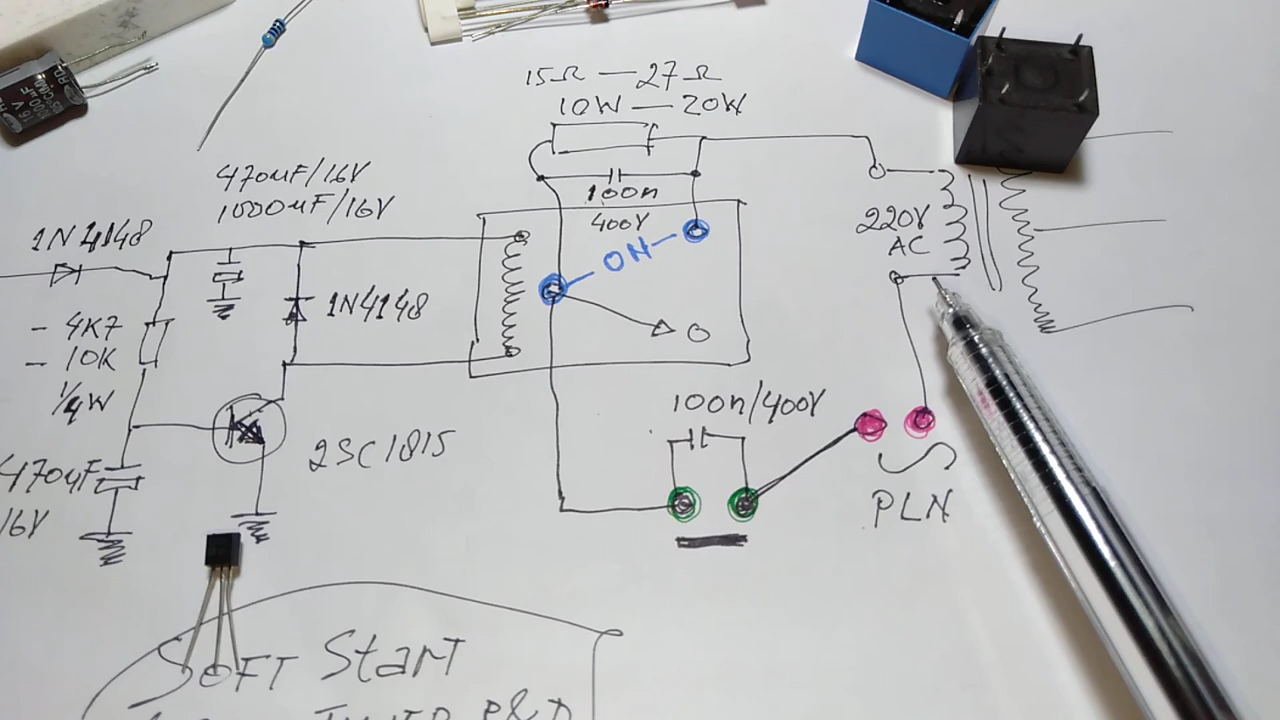 15Ω — 27Ω
10W — 20W
470uF/16V
1000uF/16V
100n
400V
1N4148
220V
AC
ON
1N4148
- 4K7
- 10K
1/4W
O
100n/400V
2SC1815
470uF
16V
PLN
SOFT Start